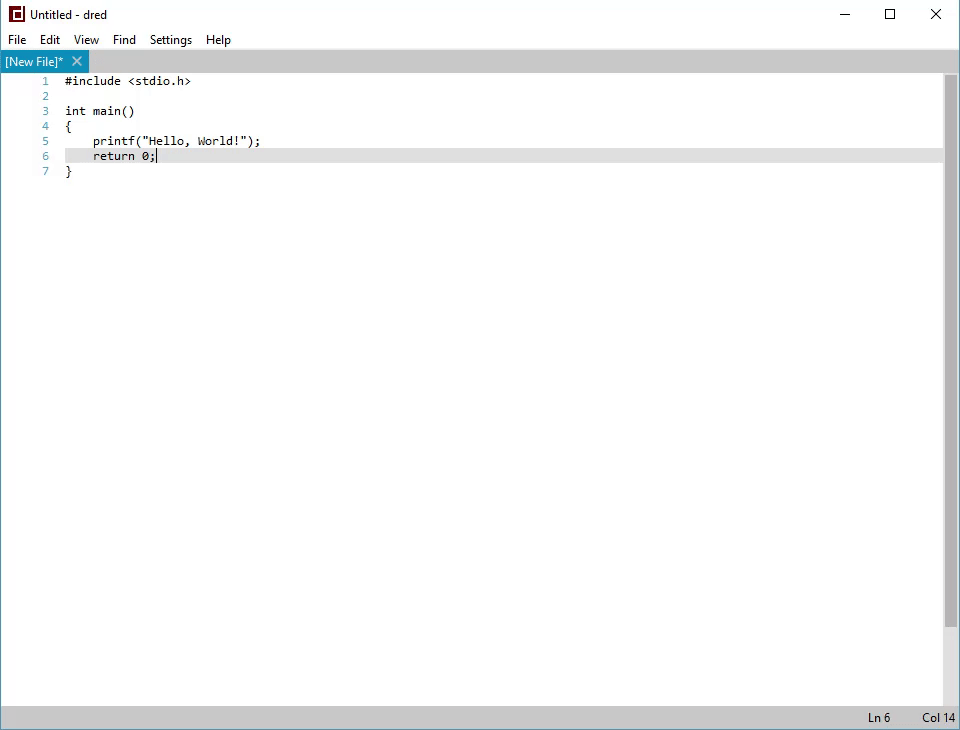 Untitled - dred
File Edit View Find Settings Help
[New File]* ×
1 #include <stdio.h>
2
3 int main()
4 {
5     printf("Hello, World!");
6     return 0;
7 }
Ln 6 Col 14